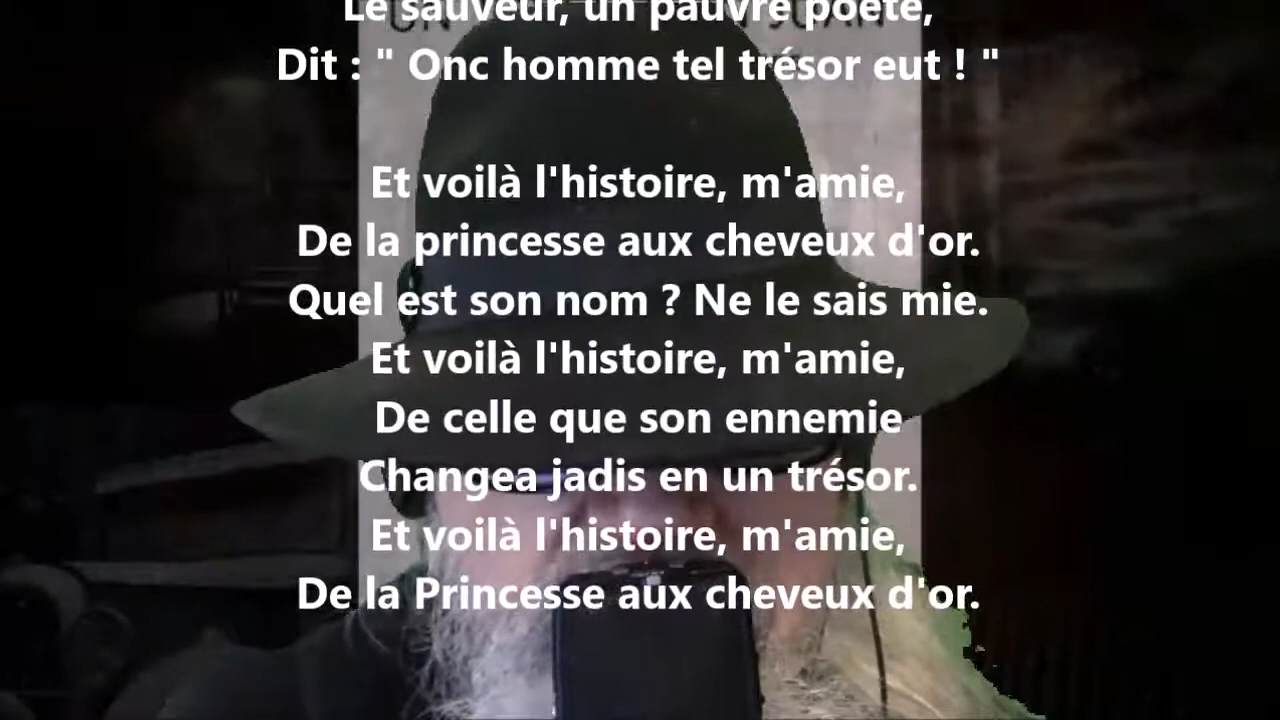 Le sauveur, un pauvre poète,
Dit : " Onc homme tel trésor eut ! "
Et voilà l'histoire, m'amie,
De la princesse aux cheveux d'or.
Quel est son nom ? Ne le sais mie.
Et voilà l'histoire, m'amie,
De celle que son ennemie
Changea jadis en un trésor.
Et voilà l'histoire, m'amie,
De la Princesse aux cheveux d'or.